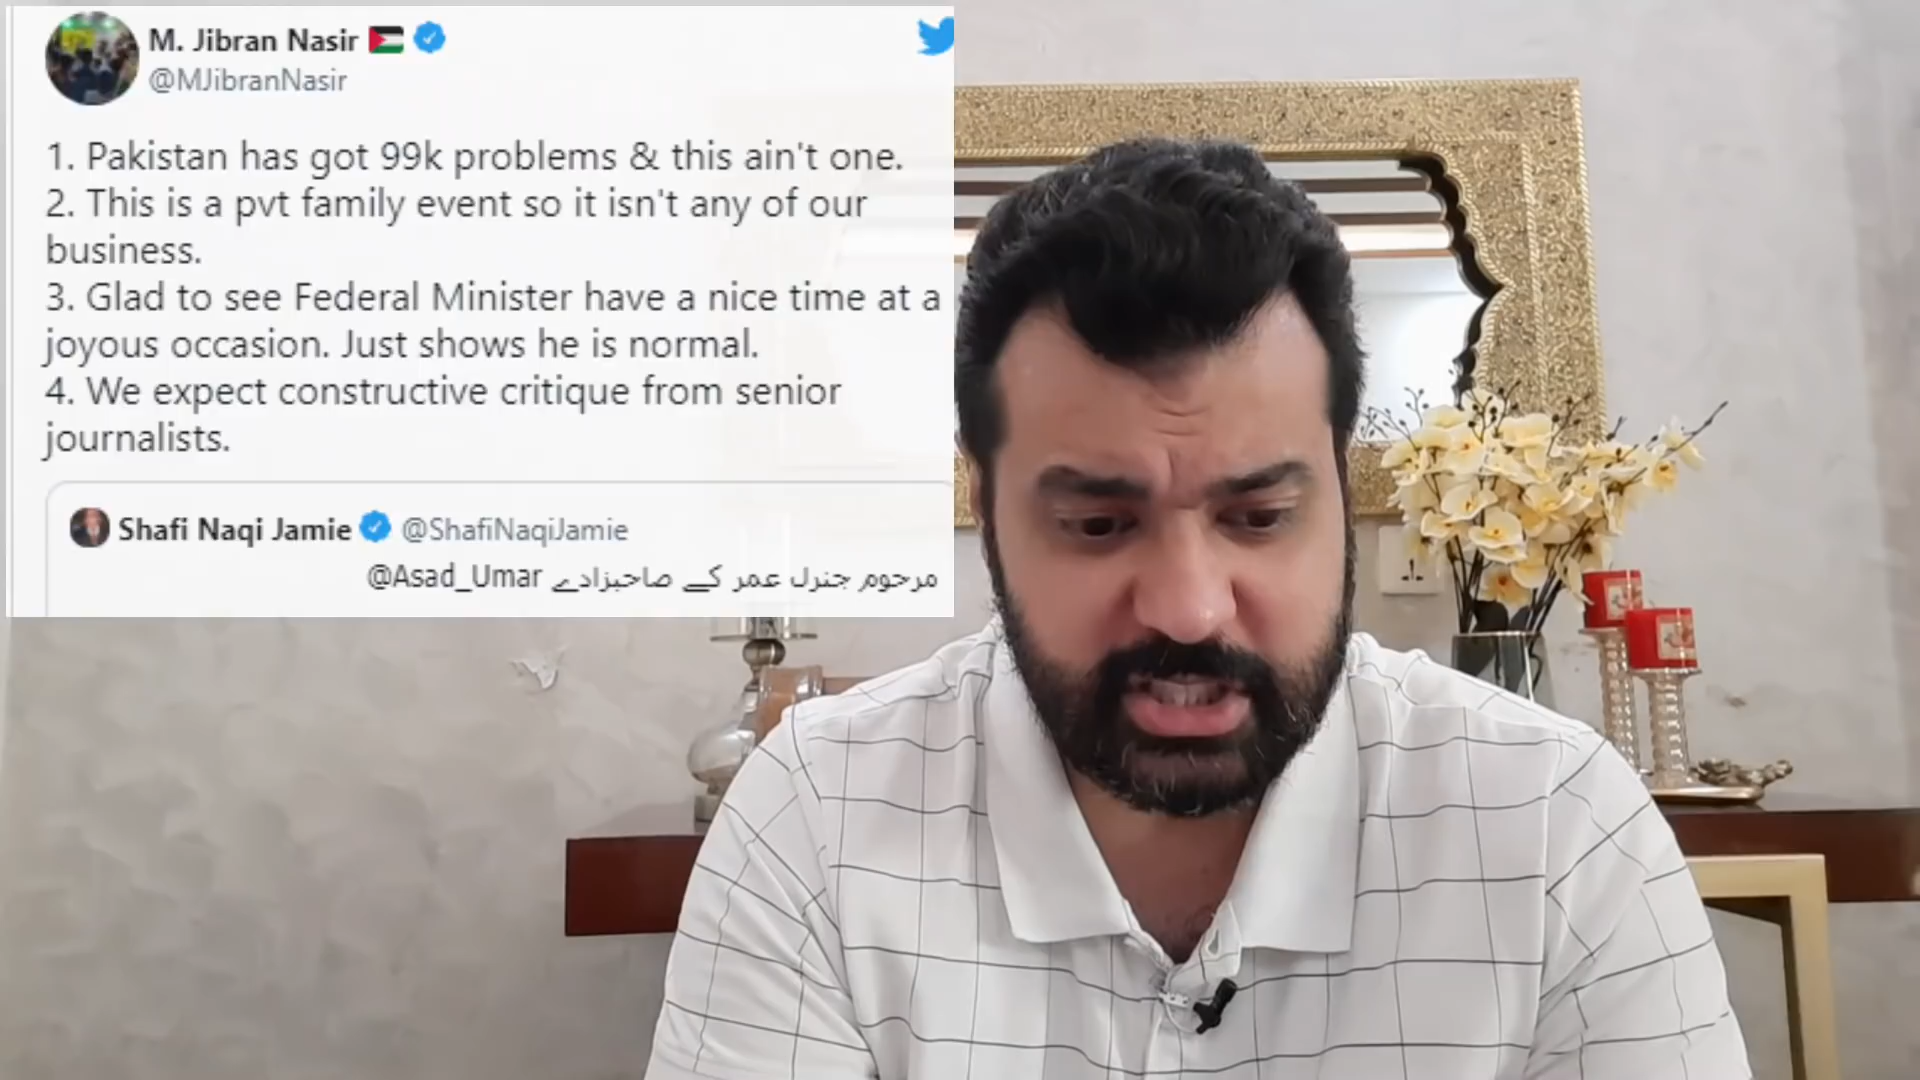 M. Jibran Nasir
@MJibranNasir
1. Pakistan has got 99k problems & this ain't one.
2. This is a pvt family event so it isn't any of our
business.
3. Glad to see Federal Minister have a nice time at a
joyous occasion. Just shows he is normal.
4. We expect constructive critique from senior
journalists.
Shafi Naqi Jamie @ShafiNaqiJamie
مرحوم جنرل عمر کے صاحبزادے @Asad_Umar